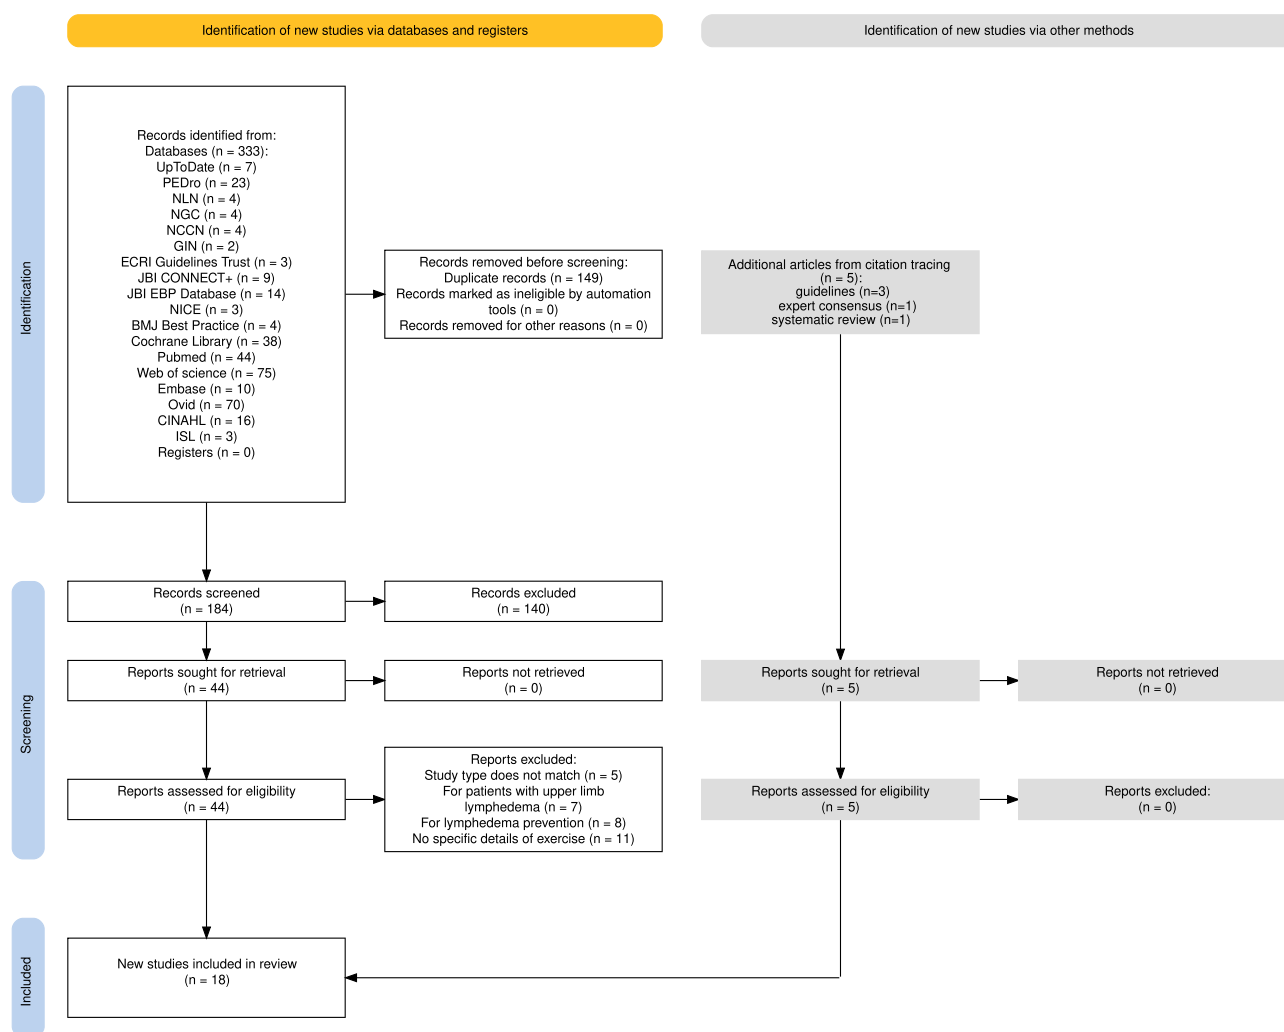 Identification of new studies via databases and registers
Identification of new studies via other methods
Identification
Records identified from:
Databases (n = 333):
UpToDate (n = 7)
PEDro (n = 23)
NLN (n = 4)
NGC (n = 4)
NCCN (n = 4)
GIN (n = 2)
ECRI Guidelines Trust (n = 3)
JBI CONNECT+ (n = 9)
JBI EBP Database (n = 14)
NICE (n = 3)
BMJ Best Practice (n = 4)
Cochrane Library (n = 38)
Pubmed (n = 44)
Web of science (n = 75)
Embase (n = 10)
Ovid (n = 70)
CINAHL (n = 16)
ISL (n = 3)
Registers (n = 0)
Records removed before screening:
Duplicate records (n = 149)
Records marked as ineligible by automation
tools (n = 0)
Records removed for other reasons (n = 0)
Additional articles from citation tracing
(n = 5):
guidelines (n=3)
expert consensus (n=1)
systematic review (n=1)
Screening
Records screened
(n = 184)
Records excluded
(n = 140)
Reports sought for retrieval
(n = 44)
Reports not retrieved
(n = 0)
Reports sought for retrieval
(n = 5)
Reports not retrieved
(n = 0)
Reports assessed for eligibility
(n = 44)
Reports excluded:
Study type does not match (n = 5)
For patients with upper limb
lymphedema (n = 7)
For lymphedema prevention (n = 8)
No specific details of exercise (n = 11)
Reports assessed for eligibility
(n = 5)
Reports excluded:
(n = 0)
Included
New studies included in review
(n = 18)